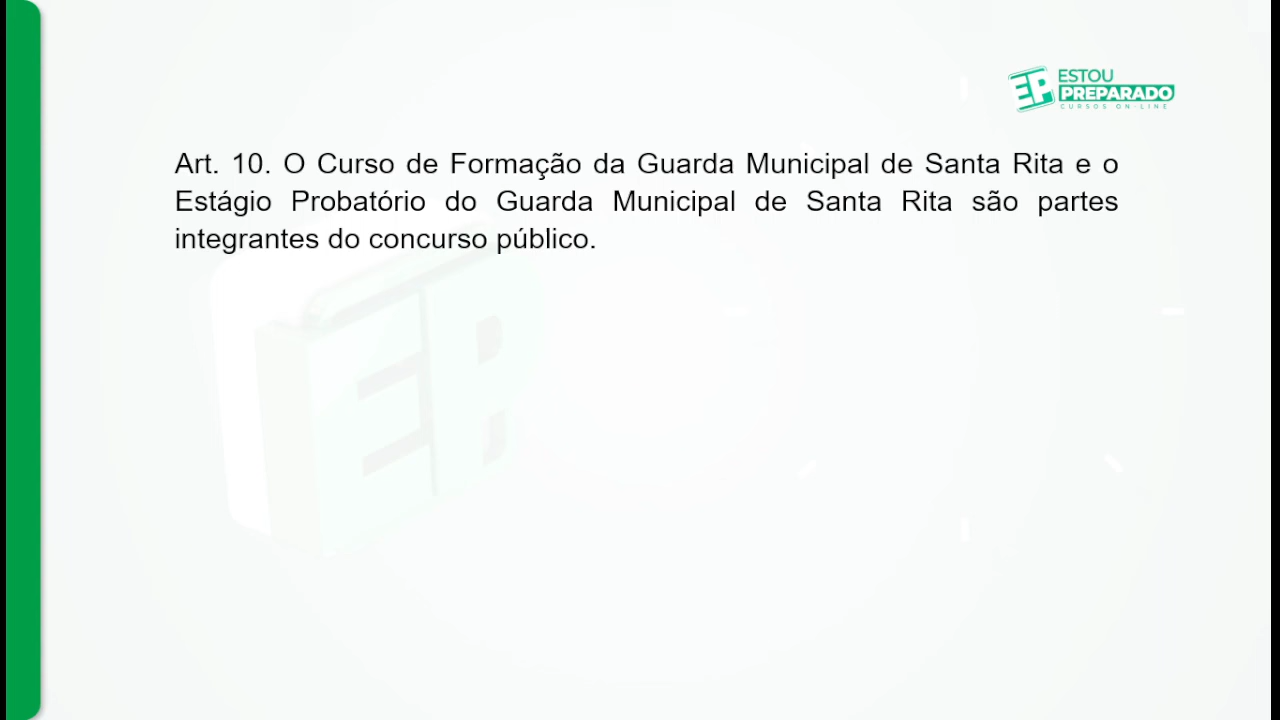 ESTOU
PREPARADO
CURSOS ON-LINE
Art. 10. O Curso de Formação da Guarda Municipal de Santa Rita e o
Estágio Probatório do Guarda Municipal de Santa Rita são partes
integrantes do concurso público.